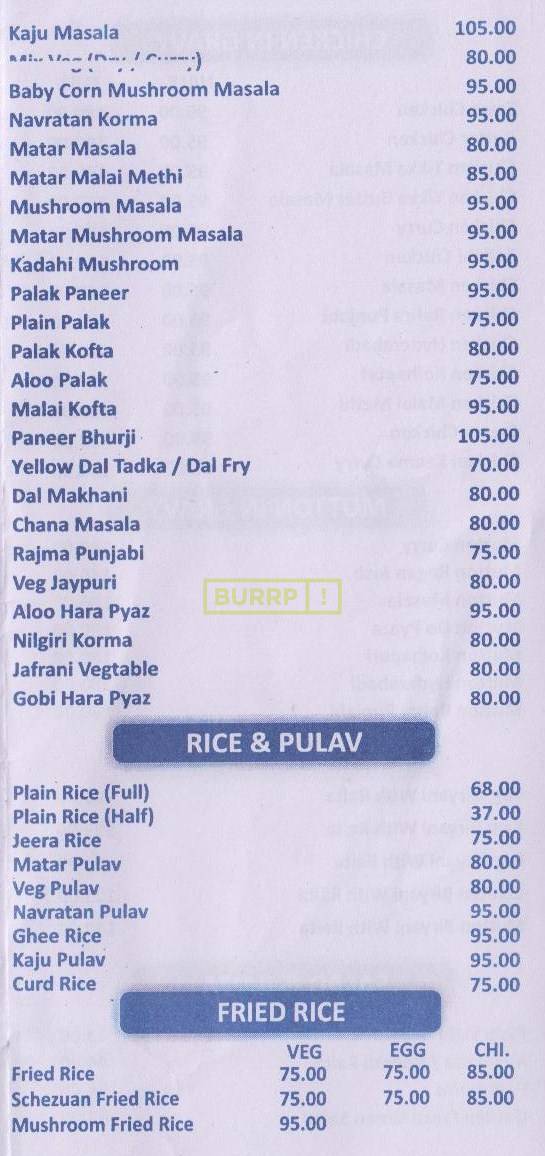 Kaju Masala 105.00
Mix Veg (Dry / Curry) 80.00
Baby Corn Mushroom Masala 95.00
Navratan Korma 95.00
Matar Masala 80.00
Matar Malai Methi 85.00
Mushroom Masala 95.00
Matar Mushroom Masala 95.00
Kadahi Mushroom 95.00
Palak Paneer 95.00
Plain Palak 75.00
Palak Kofta 80.00
Aloo Palak 75.00
Malai Kofta 95.00
Paneer Bhurji 105.00
Yellow Dal Tadka / Dal Fry 70.00
Dal Makhani 80.00
Chana Masala 80.00
Rajma Punjabi 75.00
Veg Jaypuri 80.00
BURRP!
Aloo Hara Pyaz 95.00
Nilgiri Korma 80.00
Jafrani Vegtable 80.00
Gobi Hara Pyaz 80.00
RICE & PULAV
Plain Rice (Full) 68.00
Plain Rice (Half) 37.00
Jeera Rice 75.00
Matar Pulav 80.00
Veg Pulav 80.00
Navratan Pulav 95.00
Ghee Rice 95.00
Kaju Pulav 95.00
Curd Rice 75.00
FRIED RICE
VEG EGG CHI.
Fried Rice 75.00 75.00 85.00
Schezuan Fried Rice 75.00 75.00 85.00
Mushroom Fried Rice 95.00